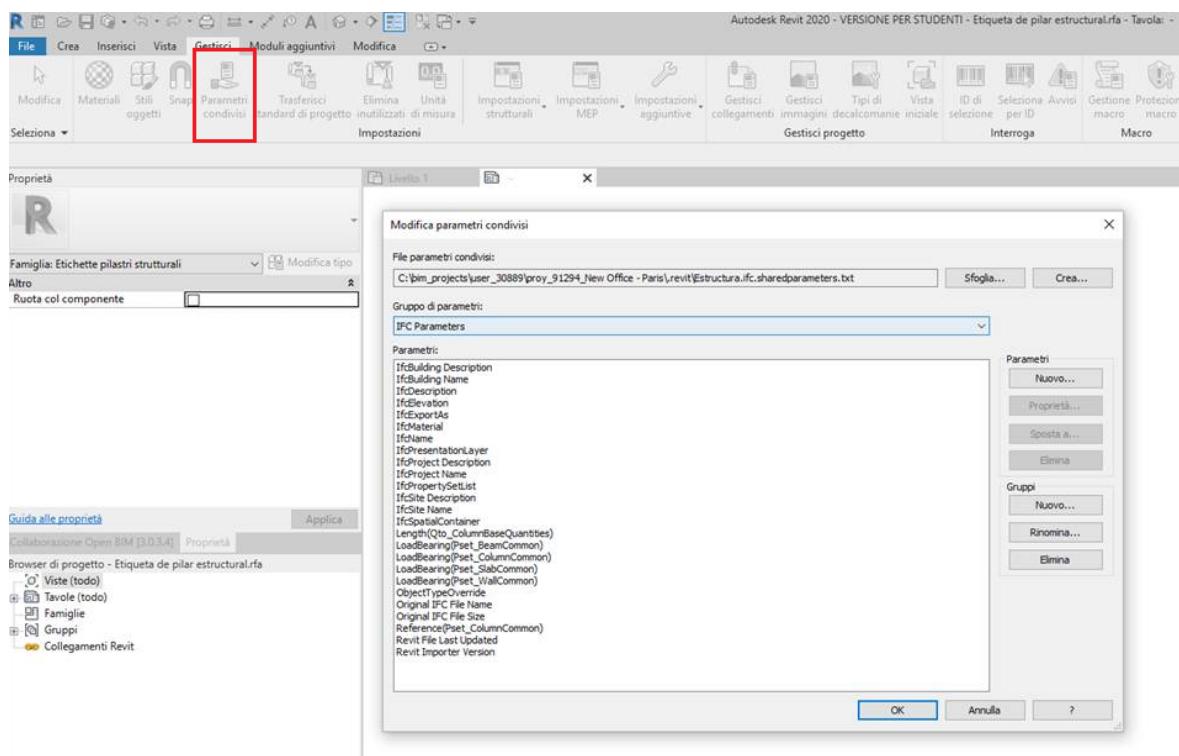 Autodesk Revit 2020 - VERSIONE PER STUDENTI - Etiqueta de pilar estructural.rfa - Tavola: -
File Crea Inserisci Vista Gestisci Moduli aggiuntivi Modifica
Modifica
Materiali
Stili oggetti
Snap
Parametri condivisi
Trasferisci standard di progetto
Elimina inutilizzati
Unità di misura
Impostazioni strutturali
Impostazioni MEP
Impostazioni aggiuntive
Gestisci collegamenti
Gestisci immagini
Tipi di decalcomanie
Vista iniziale
ID di selezione
Seleziona per ID
Avvisi
Gestione macro
Protezion macro
Seleziona Impostazioni Gestisci progetto Interroga Macro
Proprietà
Livello 1 -
Famiglia: Etichette pilastri strutturali Modifica tipo
Altro
Ruota col componente
Guida alle proprietà Applica
Collaborazione Open BIM [3.0.3.4] Proprietà
Browser di progetto - Etiqueta de pilar estructural.rfa
Viste (todo)
Tavole (todo)
Famiglie
Gruppi
Collegamenti Revit
Modifica parametri condivisi
File parametri condivisi:
C:\bim_projects\user_30889\proy_91294_New Office - Paris\.revit\Estructura.ifc.sharedparameters.txt Sfoglia... Crea...
Gruppo di parametri:
IFC Parameters
Parametri:
IfcBuilding Description
IfcBuilding Name
IfcDescription
IfcElevation
IfcExportAs
IfcMaterial
IfcName
IfcPresentationLayer
IfcProject Description
IfcProject Name
IfcPropertySetList
IfcSite Description
IfcSite Name
IfcSpatialContainer
Length(Qto_ColumnBaseQuantities)
LoadBearing(Pset_BeamCommon)
LoadBearing(Pset_ColumnCommon)
LoadBearing(Pset_SlabCommon)
LoadBearing(Pset_WallCommon)
ObjectTypeOverride
Original IFC File Name
Original IFC File Size
Reference(Pset_ColumnCommon)
Revit File Last Updated
Revit Importer Version
Parametri
Nuovo...
Proprietà...
Sposta a...
Elimina
Gruppi
Nuovo...
Rinomina...
Elimina
OK Annulla ?